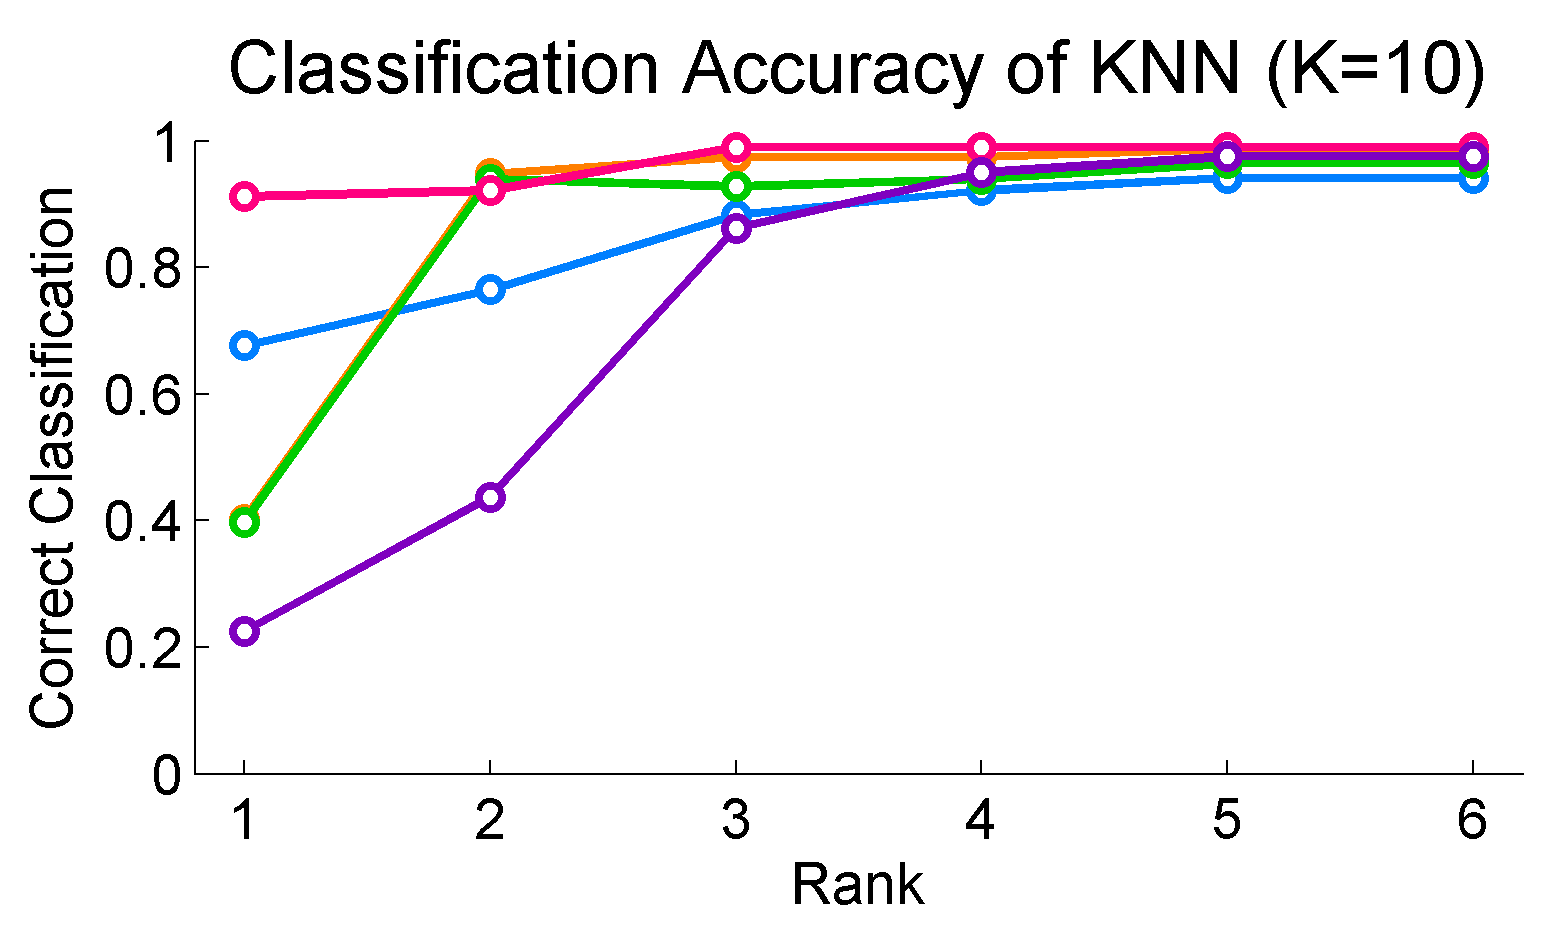 Classification Accuracy of KNN (K=10)
Correct Classification
1
0.8
0.6
0.4
0.2
0
1 2 3 4 5 6
Rank